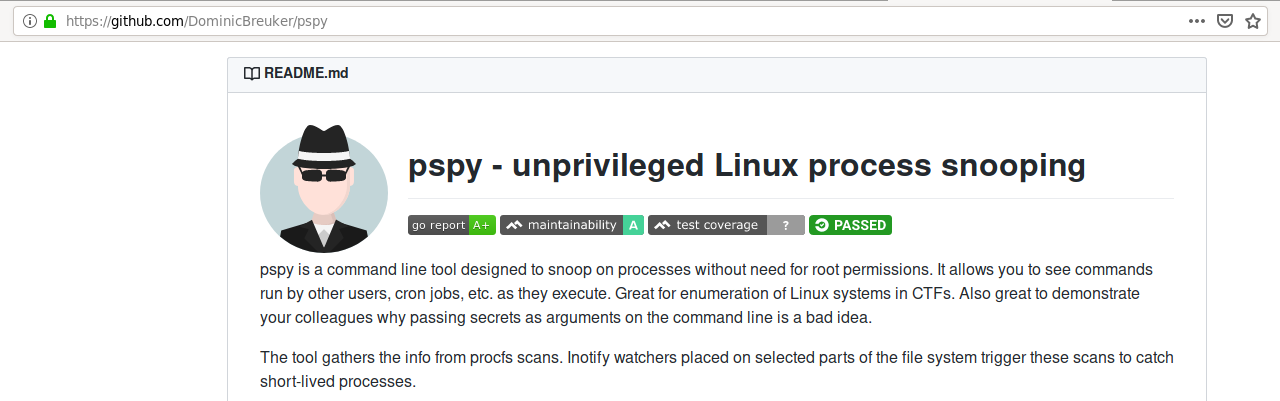 https://github.com/DominicBreuker/pspy
README.md
pspy - unprivileged Linux process snooping
go report A+ maintainability A test coverage ? PASSED
pspy is a command line tool designed to snoop on processes without need for root permissions. It allows you to see commands
run by other users, cron jobs, etc. as they execute. Great for enumeration of Linux systems in CTFs. Also great to demonstrate
your colleagues why passing secrets as arguments on the command line is a bad idea.
The tool gathers the info from procfs scans. Inotify watchers placed on selected parts of the file system trigger these scans to catch
short-lived processes.